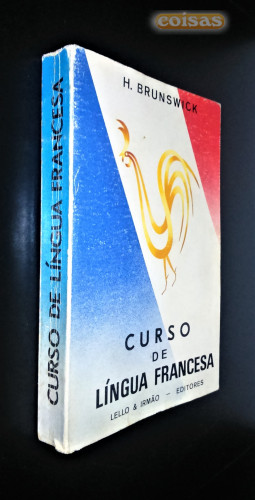 coisas
H. BRUNSWICK
CURSO
DE
LÍNGUA FRANCESA
LELLO & IRMÃO - EDITORES
CURSO DE LÍNGUA FRANCESA